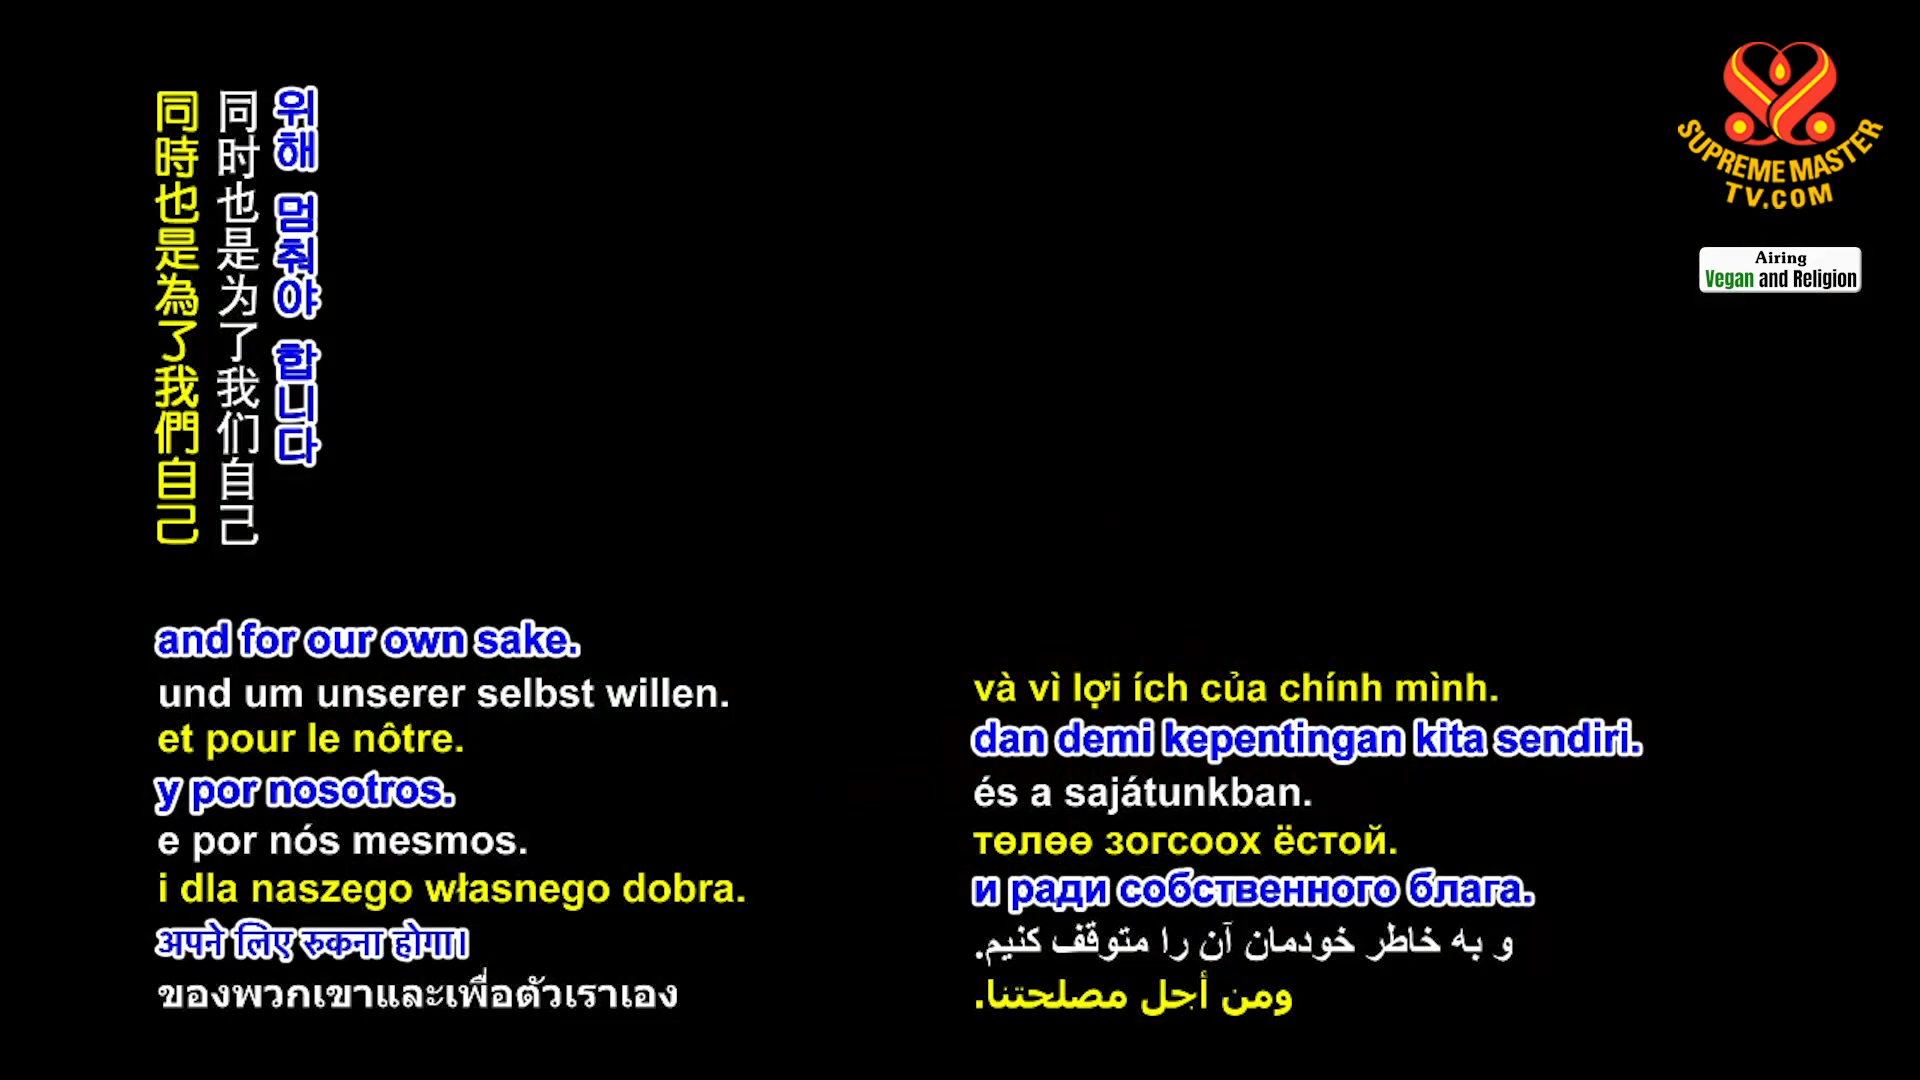 同時也是為了我們自己
同时也是为了我们自己
위해 멈춰야 합니다
SUPREME MASTER
TV.COM
Airing
Vegan and Religion
and for our own sake.
und um unserer selbst willen.
et pour le nôtre.
y por nosotros.
e por nós mesmos.
i dla naszego własnego dobra.
अपने लिए रुकना होगा।
ของพวกเขาและเพื่อตัวเราเอง
và vì lợi ích của chính mình.
dan demi kepentingan kita sendiri.
és a sajátunkban.
төлөө зогсоох ёстой.
и ради собственного блага.
و به خاطر خودمان آن را متوقف کنیم.
ومن أجل مصلحتنا.